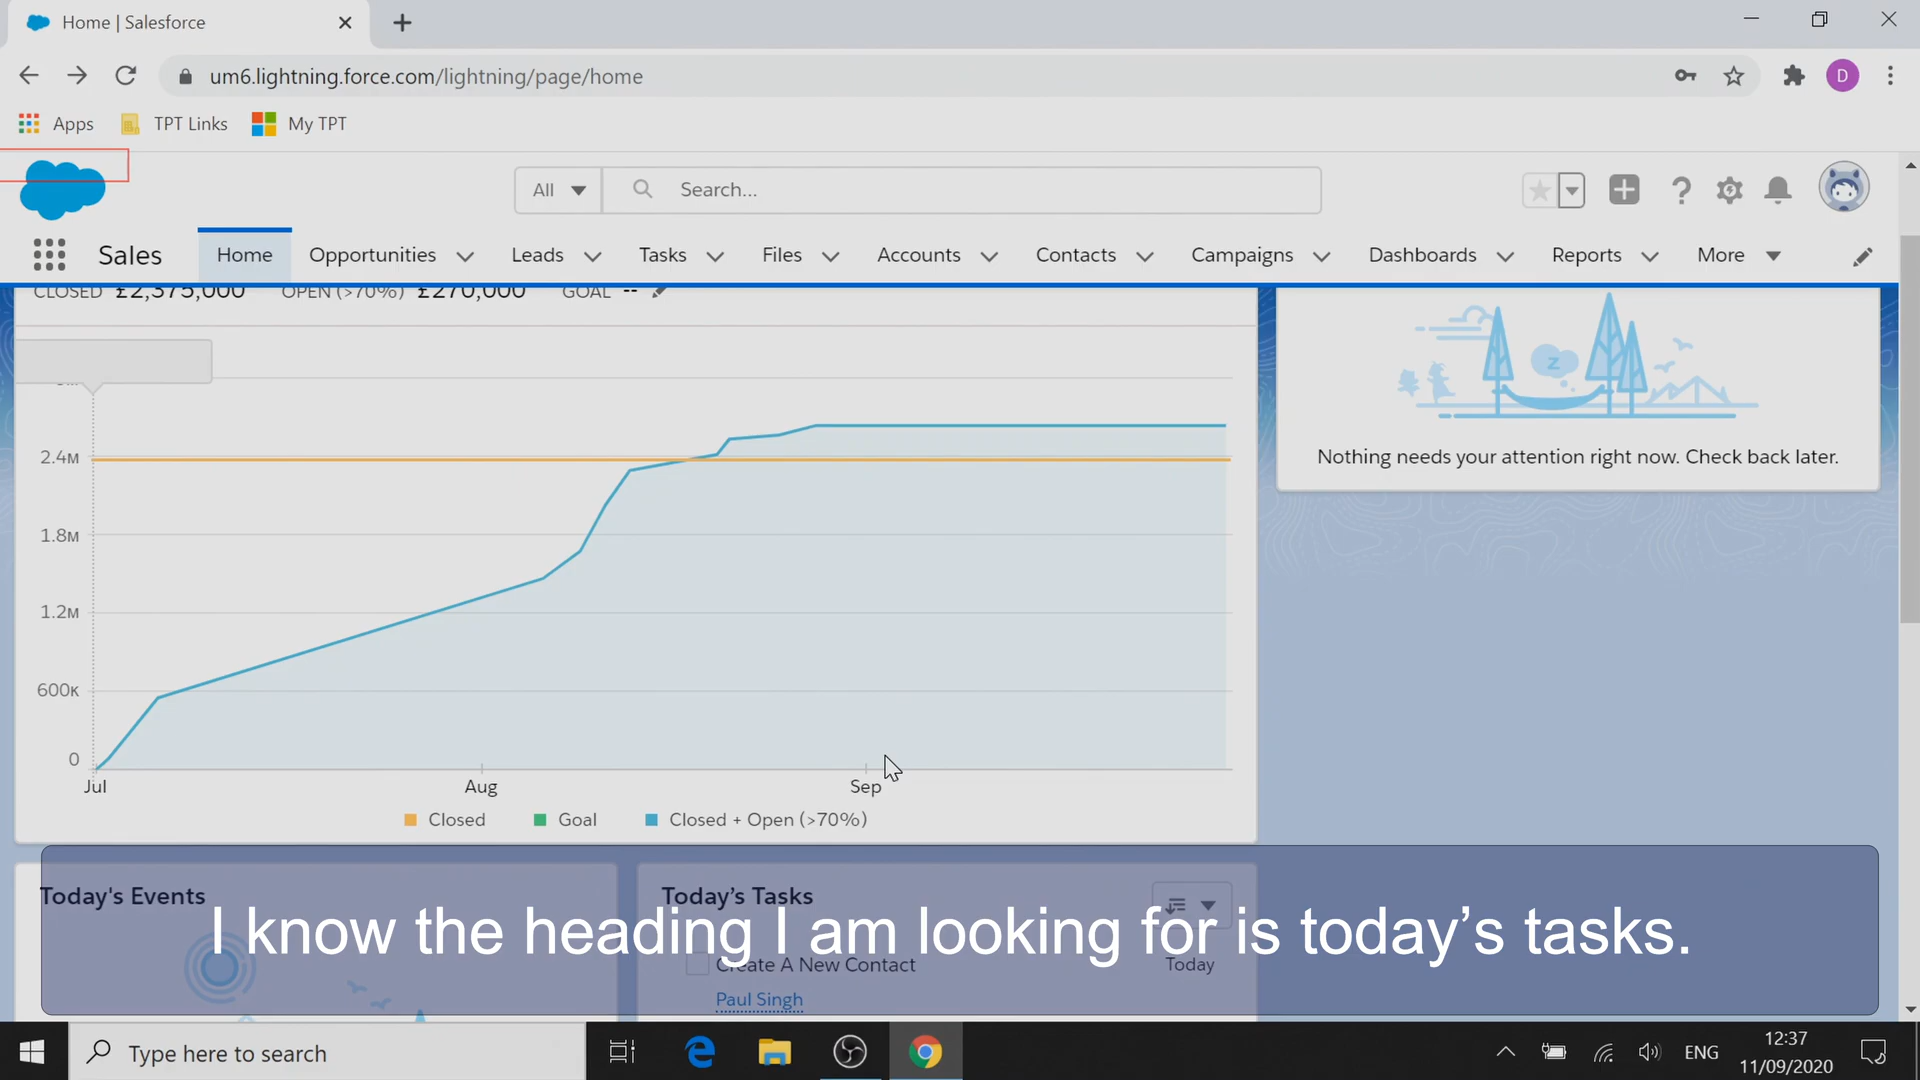 Home | Salesforce
um6.lightning.force.com/lightning/page/home
D
Apps
TPT Links
My TPT
All
Search...
Sales
Home
Opportunities
Leads
Tasks
Files
Accounts
Contacts
Campaigns
Dashboards
Reports
More
CLOSED £2,375,000 OPEN (>70%) £270,000 GOAL --
Z
Nothing needs your attention right now. Check back later.
2.4M
1.8M
1.2M
600K
0
Jul Aug Sep
Closed Goal Closed + Open (>70%)
Today's Events
Today's Tasks
I know the heading I am looking for is today's tasks.
Create A New Contact Today
Paul Singh
Type here to search
ENG
12:37
11/09/2020